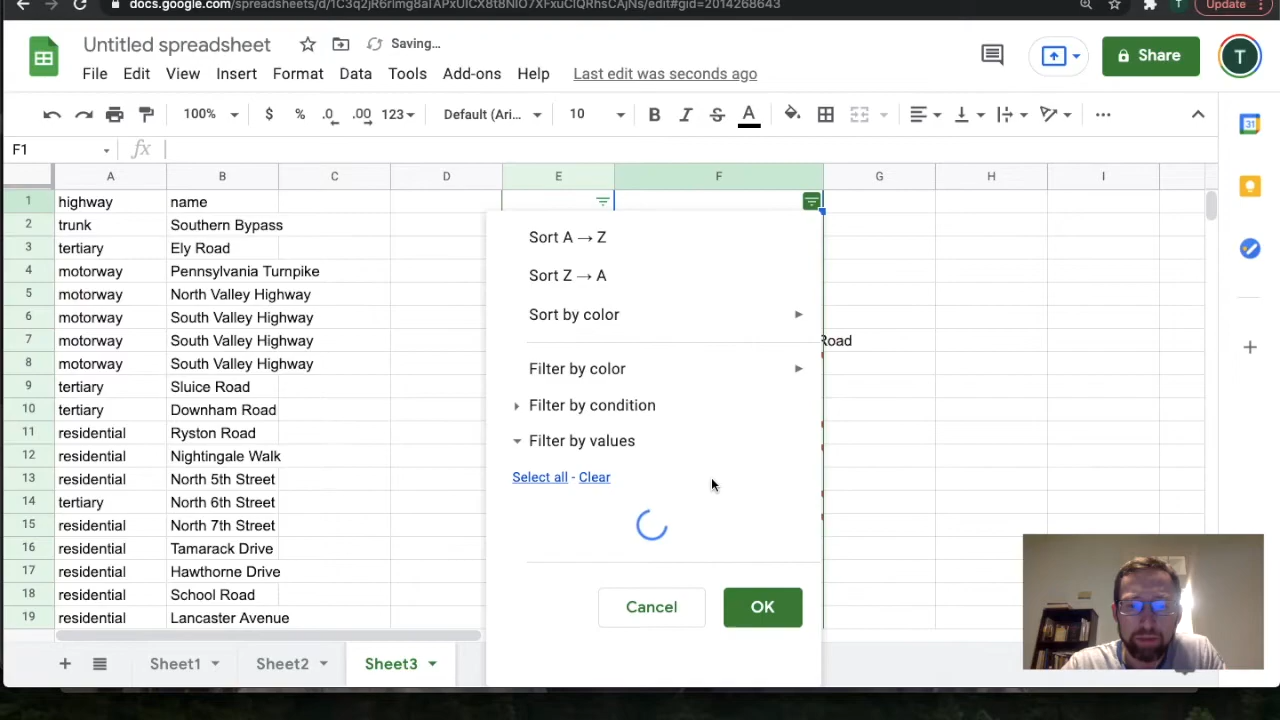 docs.google.com/spreadsheets/d/
Update
Untitled spreadsheet
Saving...
File Edit View Insert Format Data Tools Add-ons Help Last edit was seconds ago
Share
T
100% $ % .0 .00 123 Default (Ari... 10 B I S A
F1 fx
A B C D E F G H I
1 highway name
2 trunk Southern Bypass
3 tertiary Ely Road
4 motorway Pennsylvania Turnpike
5 motorway North Valley Highway
6 motorway South Valley Highway
7 motorway South Valley Highway Road
8 motorway South Valley Highway
9 tertiary Sluice Road
10 tertiary Downham Road
11 residential Ryston Road
12 residential Nightingale Walk
13 residential North 5th Street
14 tertiary North 6th Street
15 residential North 7th Street
16 residential Tamarack Drive
17 residential Hawthorne Drive
18 residential School Road
19 residential Lancaster Avenue
Sort A → Z
Sort Z → A
Sort by color
Filter by color
Filter by condition
Filter by values
Select all - Clear
Cancel OK
Sheet1 Sheet2 Sheet3
31